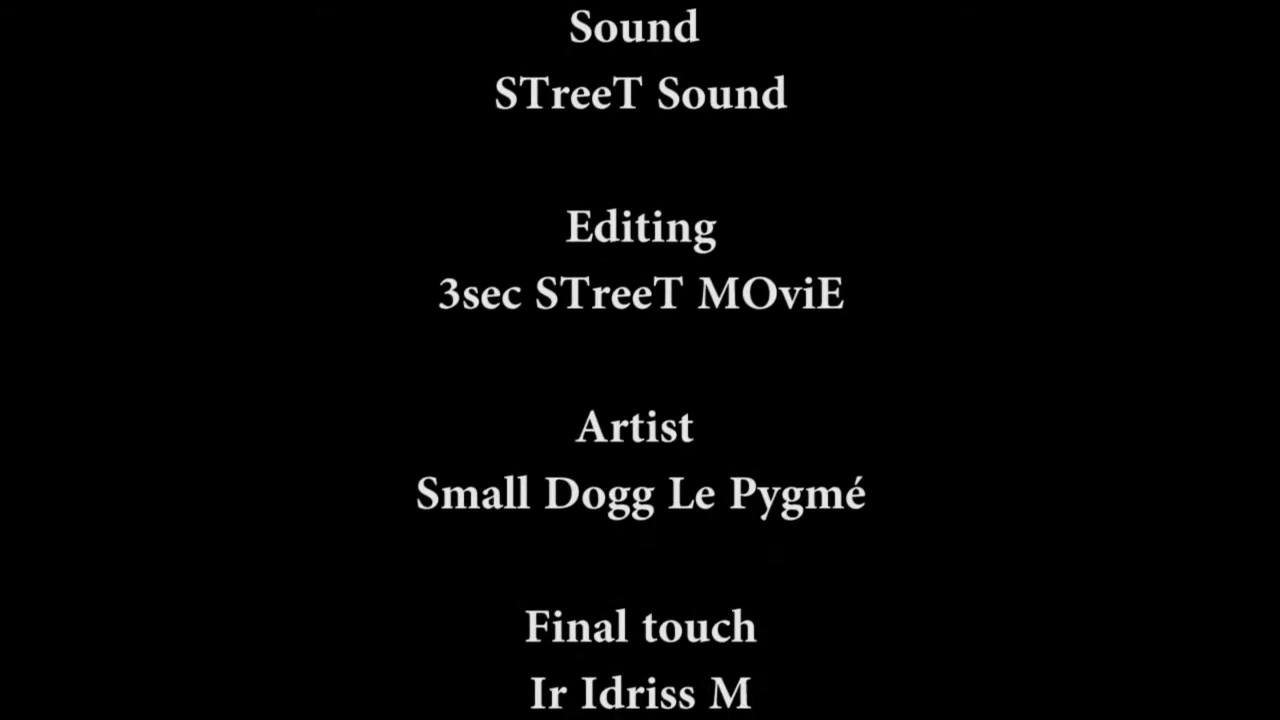 Sound
STreeT Sound
Editing
3sec STreeT MOviE
Artist
Small Dogg Le Pygmé
Final touch
Ir Idriss M